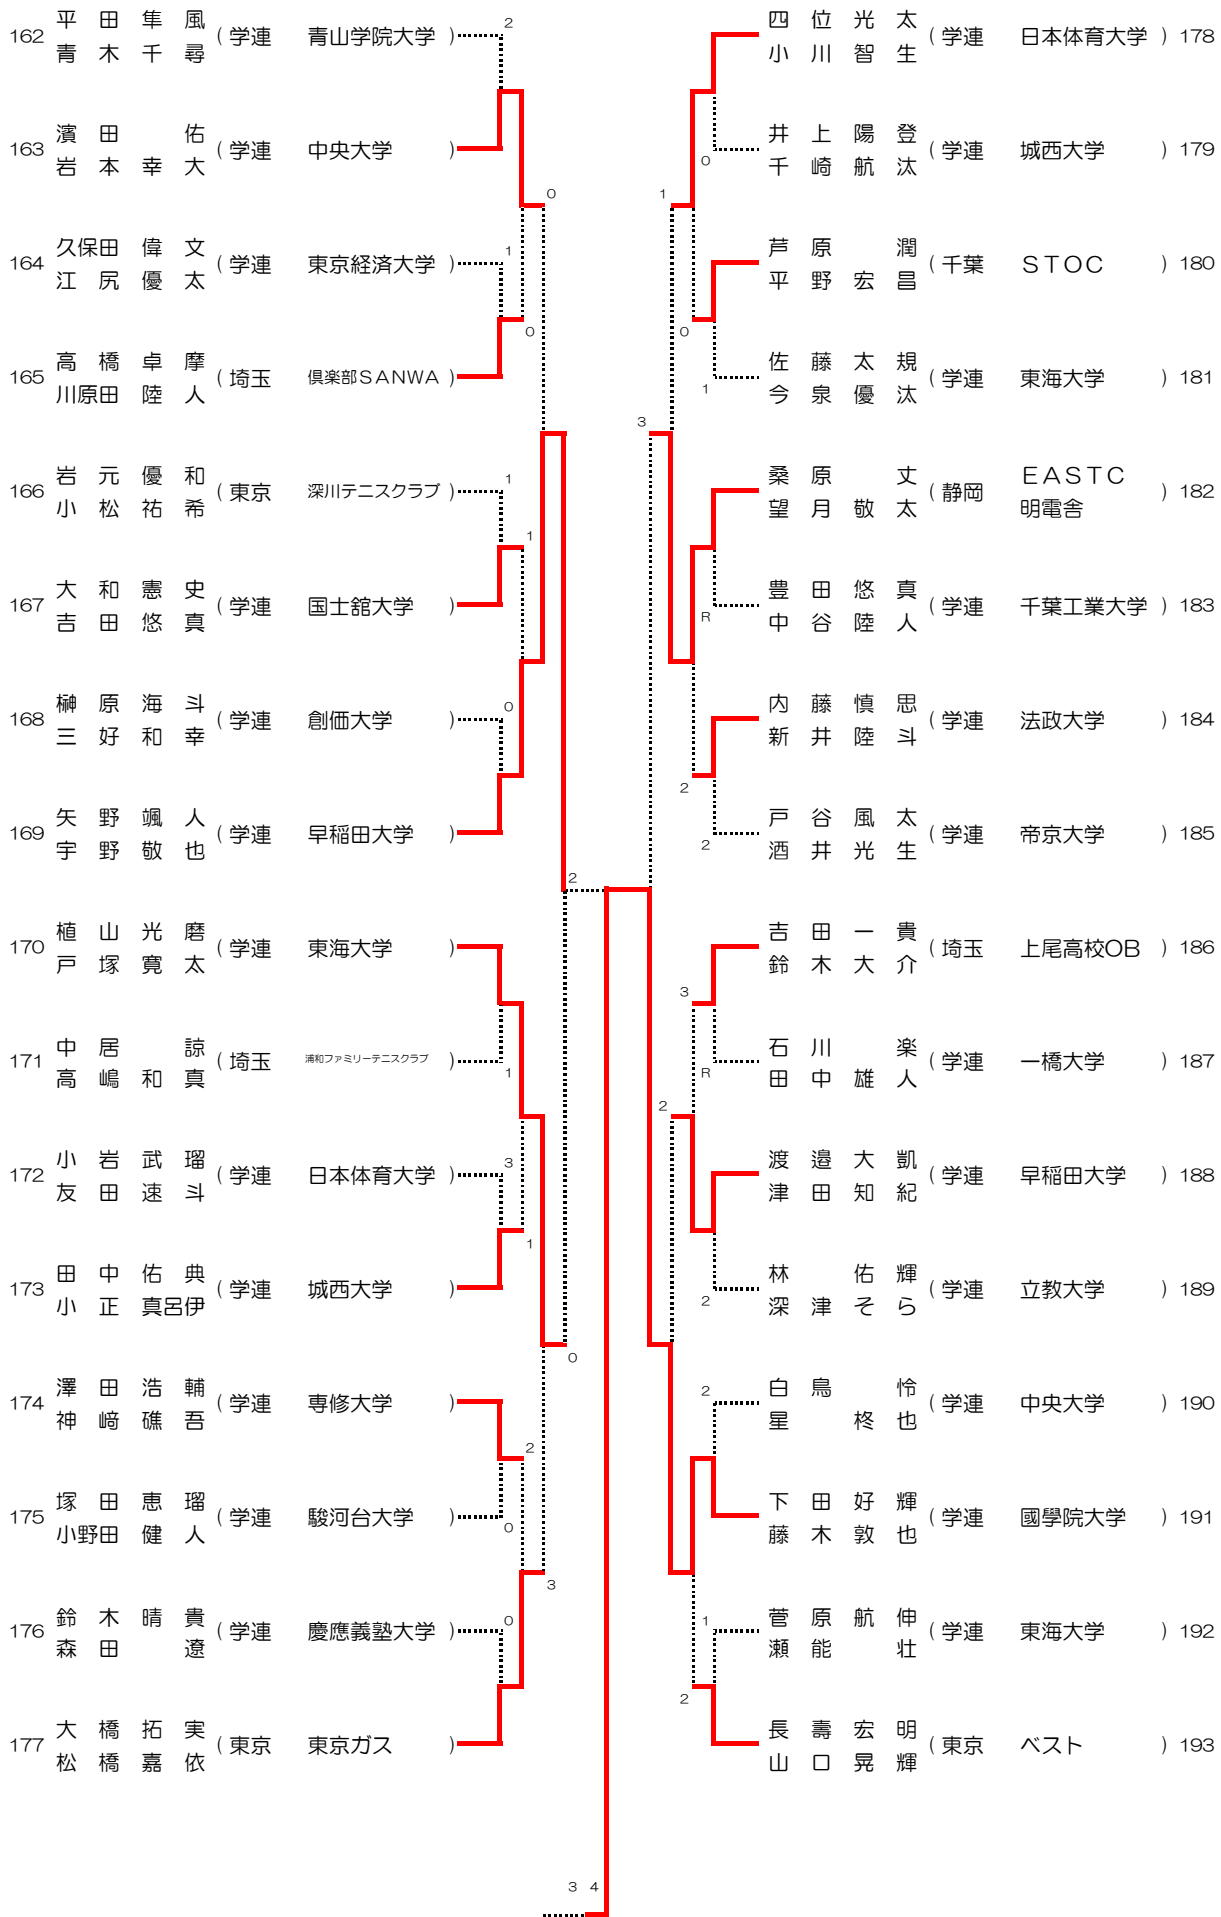 平田隼風
162 (学連 青山学院大学) 2
青木千尋
濱田佑
163 (学連 中央大学)
岩本幸大
0
久保田偉文
164 (学連 東京経済大学) 1
江尻優太
0
高橋卓摩
165 (埼玉 倶楽部SANWA)
川原田陸人
岩元優和
166 (東京 深川テニスクラブ) 1
小松祐希
1
大和憲史
167 (学連 国士舘大学)
吉田悠真
榊原海斗
168 (学連 創価大学) 0
三好和幸
矢野颯人
169 (学連 早稲田大学)
宇野敬也
2
植山光磨
170 (学連 東海大学)
戸塚寛太
中居諒
171 (埼玉 浦和ファミリーテニスクラブ) 1
高嶋和真
小岩武瑠
172 (学連 日本体育大学) 3
友田速斗
1
田中佑典
173 (学連 城西大学)
小正真呂伊
0
澤田浩輔
174 (学連 専修大学)
神﨑礁吾
2
塚田恵瑠
175 (学連 駿河台大学) 0
小野田健人
3
鈴木晴貴
176 (学連 慶應義塾大学) 0
森田遼
大橋拓実
177 (東京 東京ガス)
松橋嘉依
3 4
四位光太
(学連 日本体育大学) 178
小川智生
井上陽登
0 (学連 城西大学) 179
千崎航汰
1
芦原潤
(千葉 STOC) 180
平野宏昌
0
佐藤太規
1 (学連 東海大学) 181
今泉優汰
3
桑原丈 EASTC
(静岡 ) 182
望月敬太 明電舎
豊田悠真
R (学連 千葉工業大学) 183
中谷陸人
内藤慎思
(学連 法政大学) 184
新井陸斗
2
戸谷風太
2 (学連 帝京大学) 185
酒井光生
吉田一貴
(埼玉 上尾高校OB) 186
鈴木大介
3
石川楽
R (学連 一橋大学) 187
田中雄人
2
渡邉大凱
(学連 早稲田大学) 188
津田知紀
林佑輝
2 (学連 立教大学) 189
深津そら
白鳥怜
2 (学連 中央大学) 190
星柊也
下田好輝
(学連 國學院大学) 191
藤木敦也
菅原航伸
1 (学連 東海大学) 192
瀬能壮
2
長壽宏明
(東京 ベスト) 193
山口晃輝